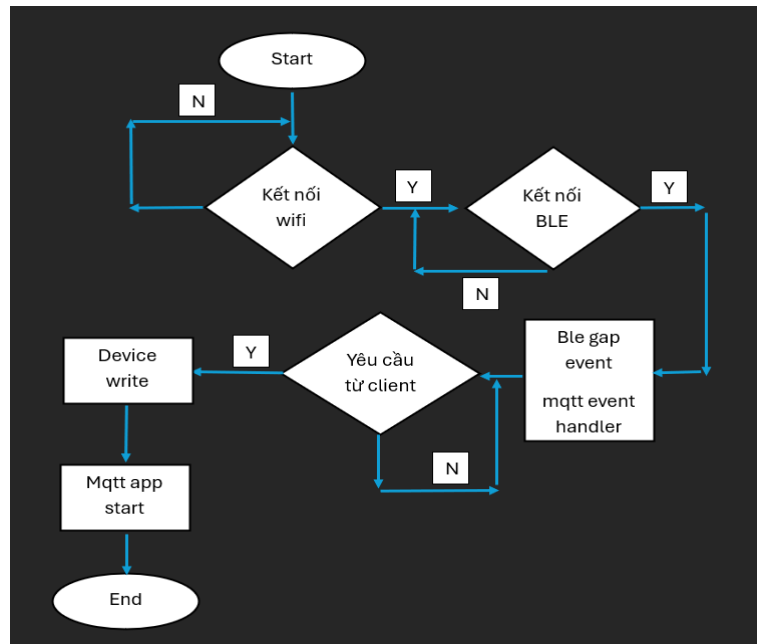 Start
N
Kết nối
wifi
Y
Kết nối
BLE
Y
N
Ble gap
event
mqtt event
handler
Yêu cầu
từ client
N
Y
Device
write
Mqtt app
start
End